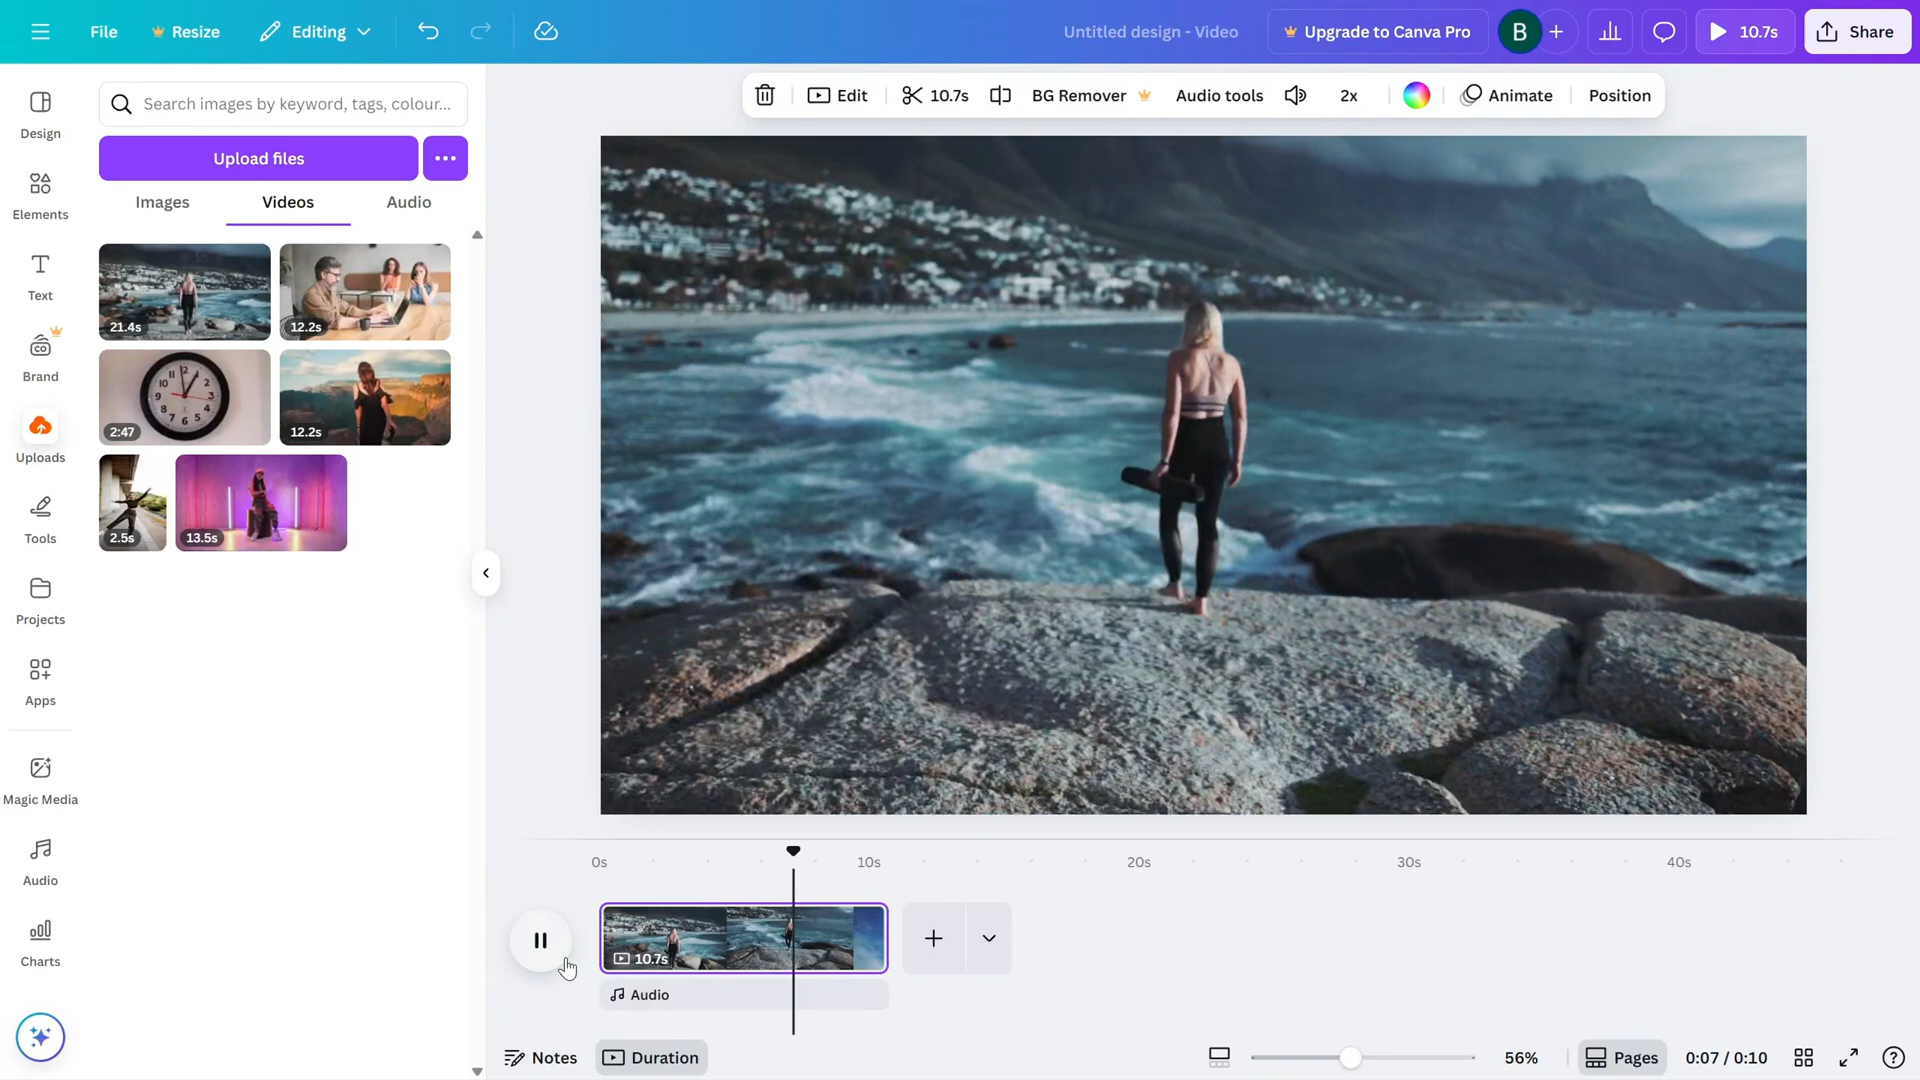 File
Resize
Editing
Untitled design - Video
Upgrade to Canva Pro
B
10.7s
Share
Design
Elements
Text
Brand
Uploads
Tools
Projects
Apps
Magic Media
Audio
Charts
Search images by keyword, tags, colour...
Upload files
Images
Videos
Audio
21.4s
12.2s
2:47
12.2s
2.5s
13.5s
Edit
10.7s
BG Remover
Audio tools
2x
Animate
Position
0s
10s
20s
30s
40s
10.7s
Audio
Notes
Duration
56%
Pages
0:07 / 0:10